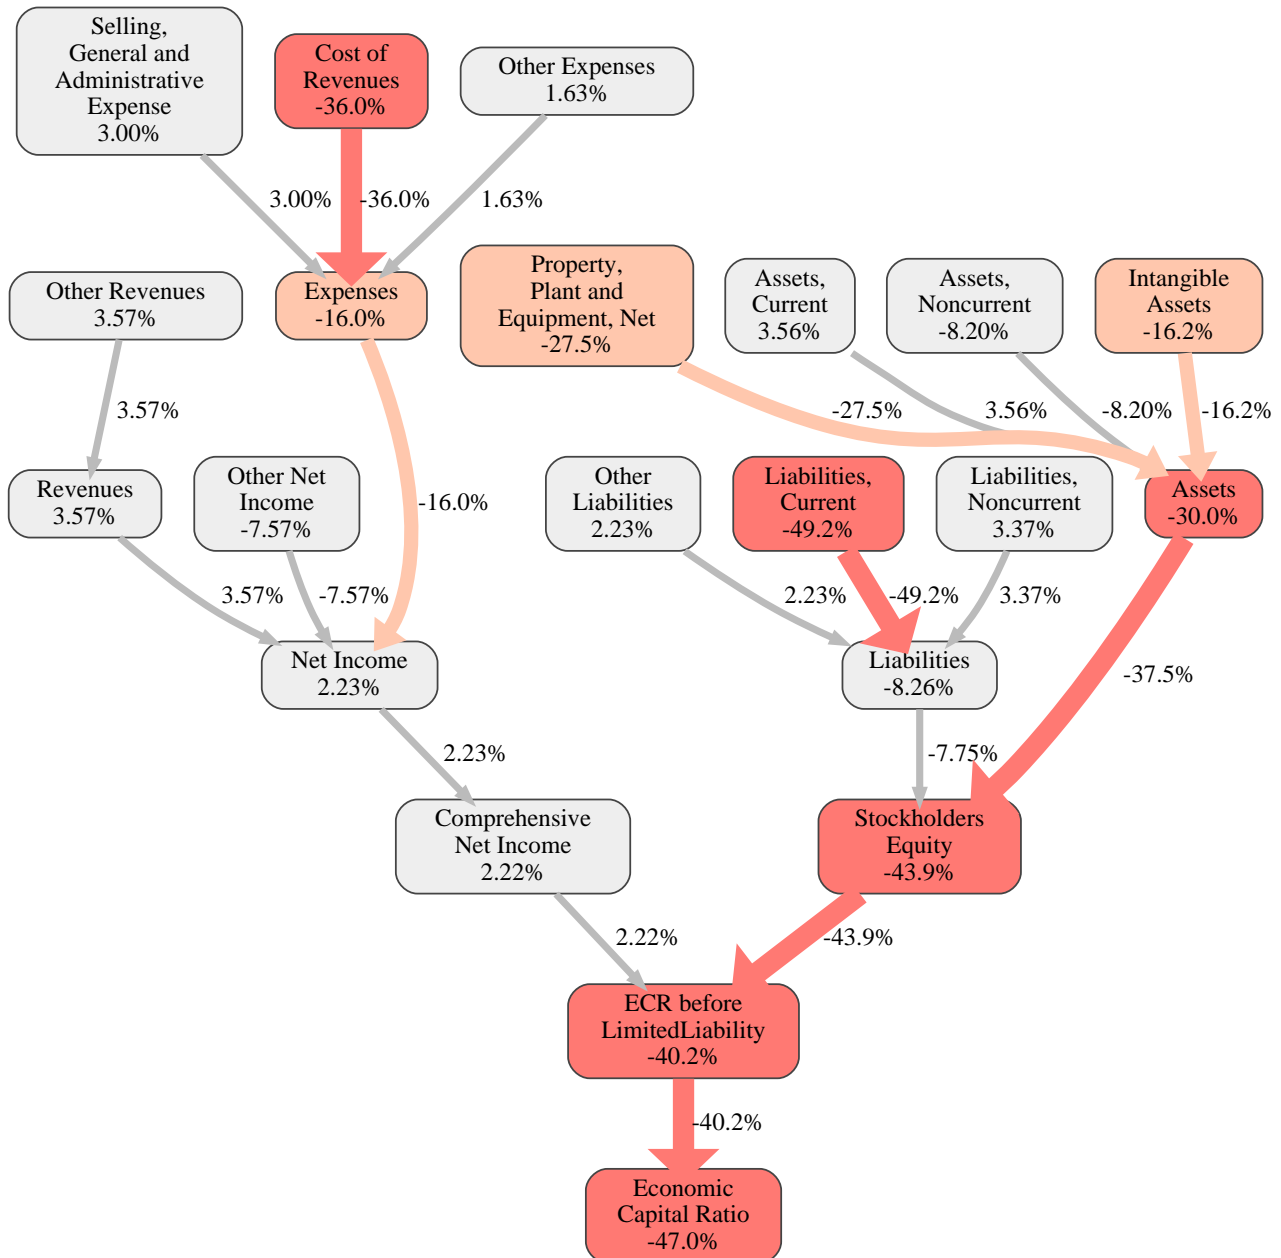 Selling,
General and
Administrative
Expense
3.00%
Cost of
Revenues
-36.0%
Other Expenses
1.63%
3.00%
-36.0%
1.63%
Other Revenues
3.57%
Expenses
-16.0%
Property,
Plant and
Equipment, Net
-27.5%
Assets,
Current
3.56%
Assets,
Noncurrent
-8.20%
Intangible
Assets
-16.2%
3.57%
-27.5%
3.56%
-8.20%
-16.2%
Revenues
3.57%
Other Net
Income
-7.57%
-16.0%
Other
Liabilities
2.23%
Liabilities,
Current
-49.2%
Liabilities,
Noncurrent
3.37%
Assets
-30.0%
3.57%
-7.57%
2.23%
-49.2%
3.37%
Net Income
2.23%
Liabilities
-8.26%
-37.5%
2.23%
-7.75%
Comprehensive
Net Income
2.22%
Stockholders
Equity
-43.9%
2.22%
-43.9%
ECR before
LimitedLiability
-40.2%
-40.2%
Economic
Capital Ratio
-47.0%